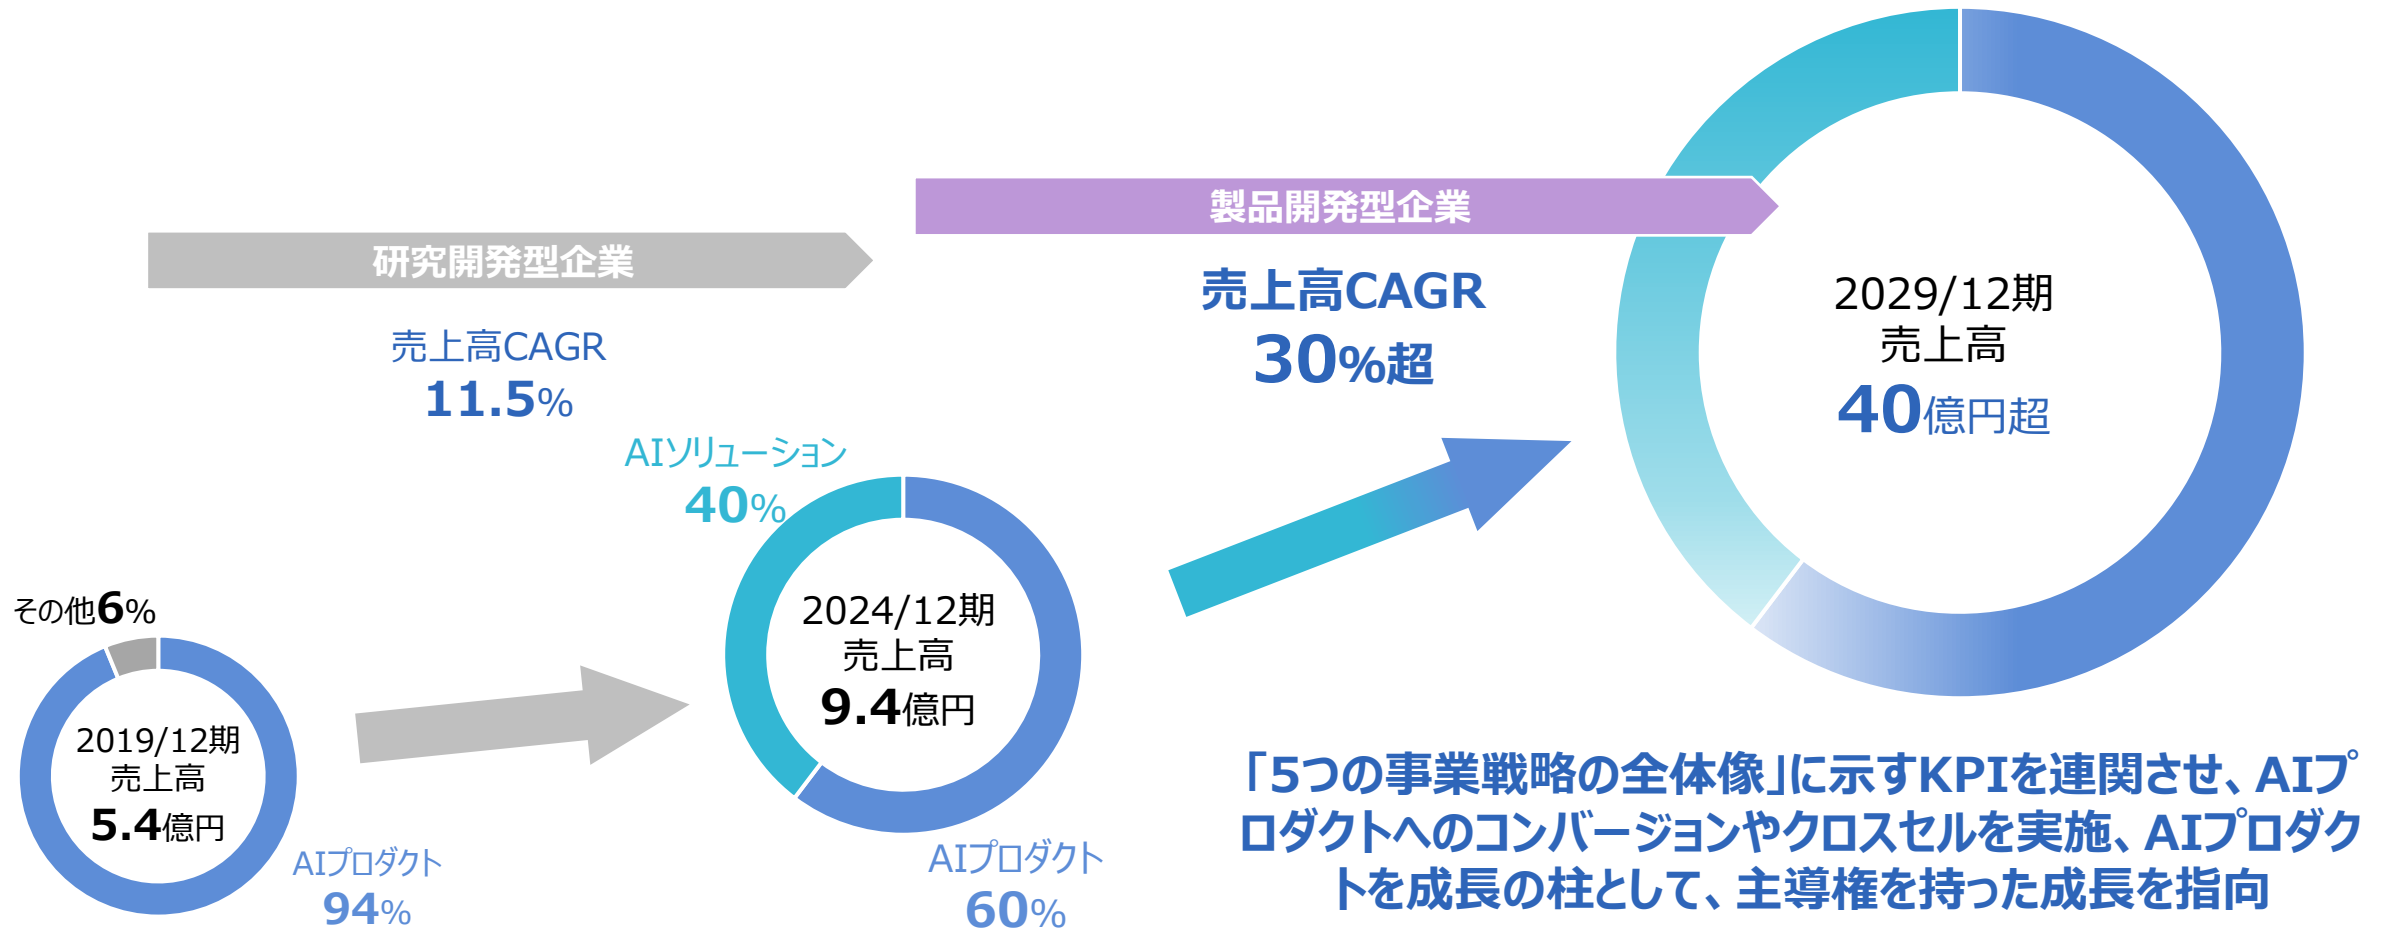 研究開発型企業
売上高CAGR
11.5%
製品開発型企業
売上高CAGR
30%超
その他6%
2019/12期
売上高
5.4億円
AIプロダクト
94%
AIソリューション
40%
2024/12期
売上高
9.4億円
AIプロダクト
60%
2029/12期
売上高
40億円超
「5つの事業戦略の全体像」に示すKPIを連関させ、AIプ
ロダクトへのコンバージョンやクロスセルを実施、AIプロダク
トを成長の柱として、主導権を持った成長を指向